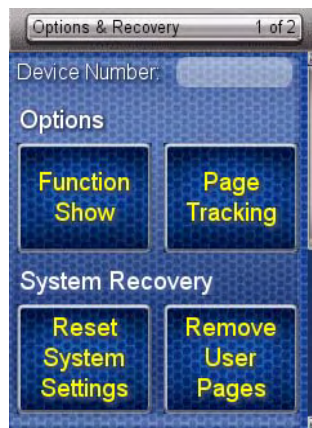 Options & Recovery 1 of 2
Device Number:
Options
Function Page
Show Tracking
System Recovery
Reset Remove
System User
Settings Pages